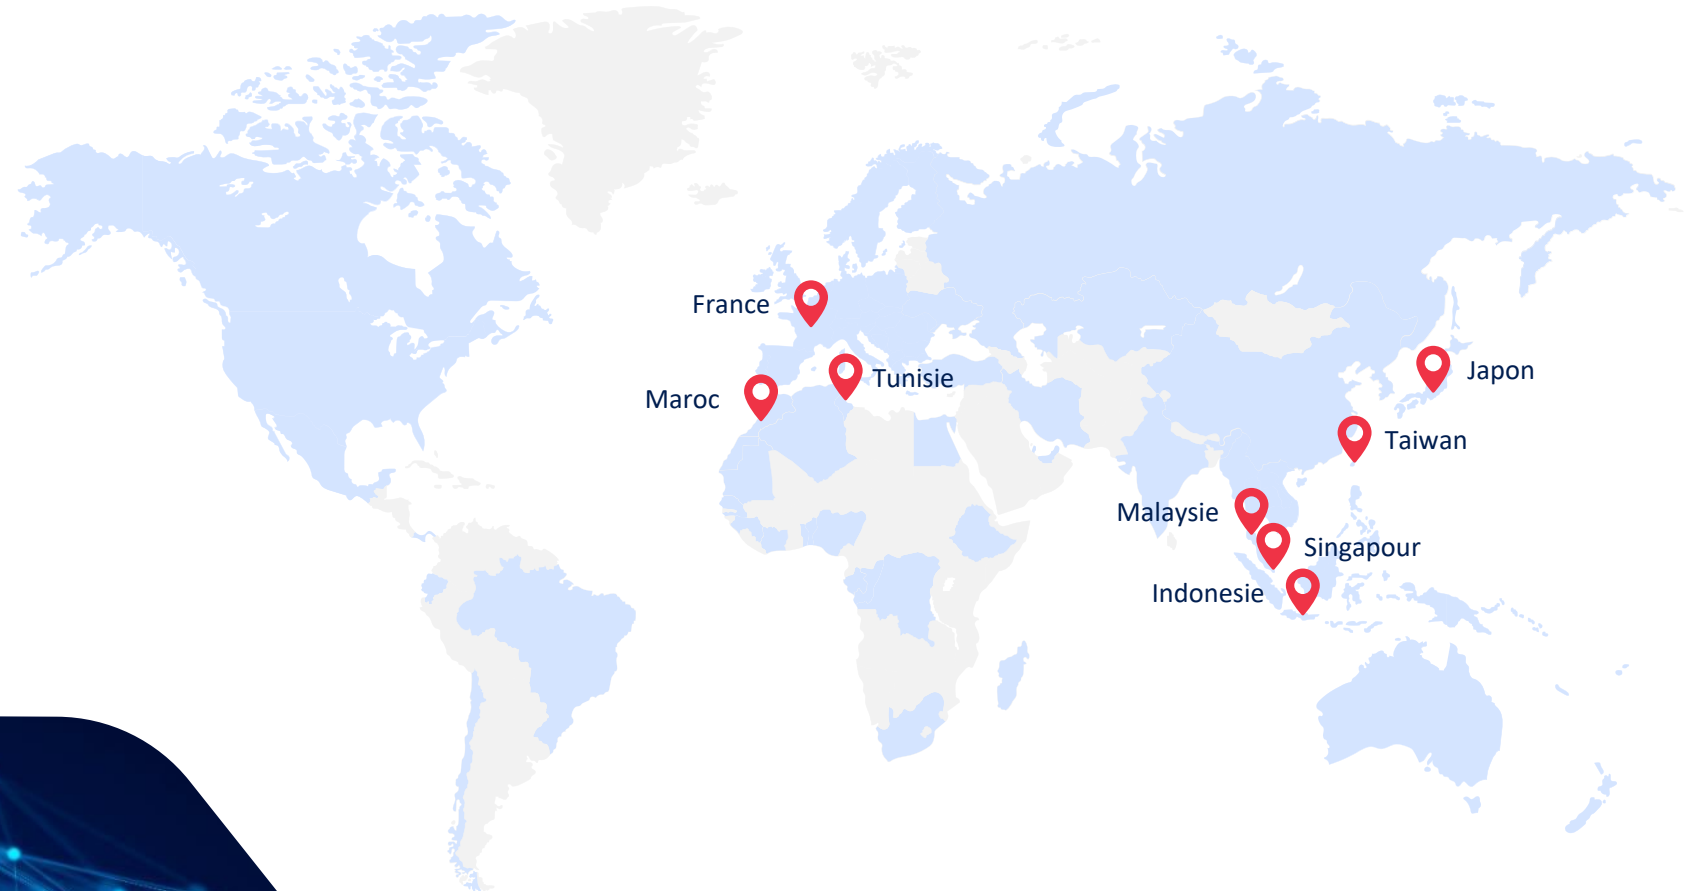 France
Tunisie
Maroc
Japon
Taiwan
Malaysie
Singapour
Indonesie